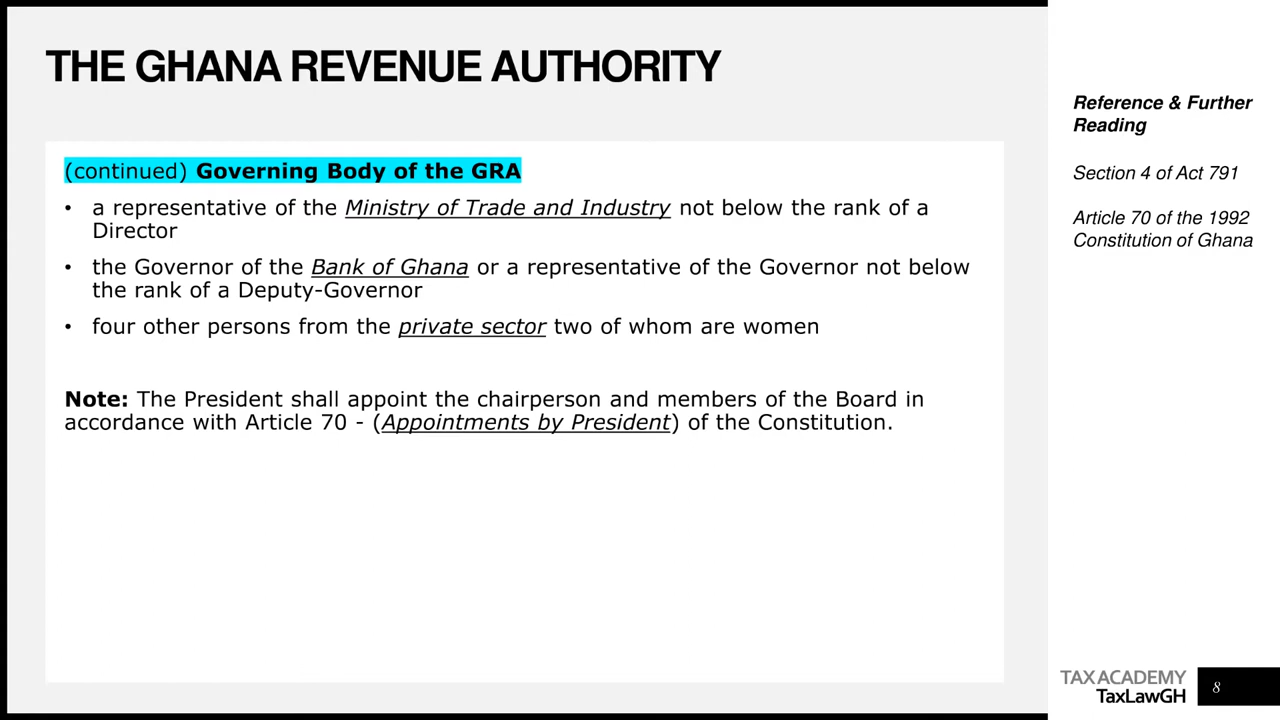 THE GHANA REVENUE AUTHORITY
(continued) Governing Body of the GRA
• a representative of the Ministry of Trade and Industry not below the rank of a
Director
• the Governor of the Bank of Ghana or a representative of the Governor not below
the rank of a Deputy-Governor
• four other persons from the private sector two of whom are women
Note: The President shall appoint the chairperson and members of the Board in
accordance with Article 70 - (Appointments by President) of the Constitution.
Reference & Further
Reading
Section 4 of Act 791
Article 70 of the 1992
Constitution of Ghana
TAX ACADEMY
TaxLawGH
8